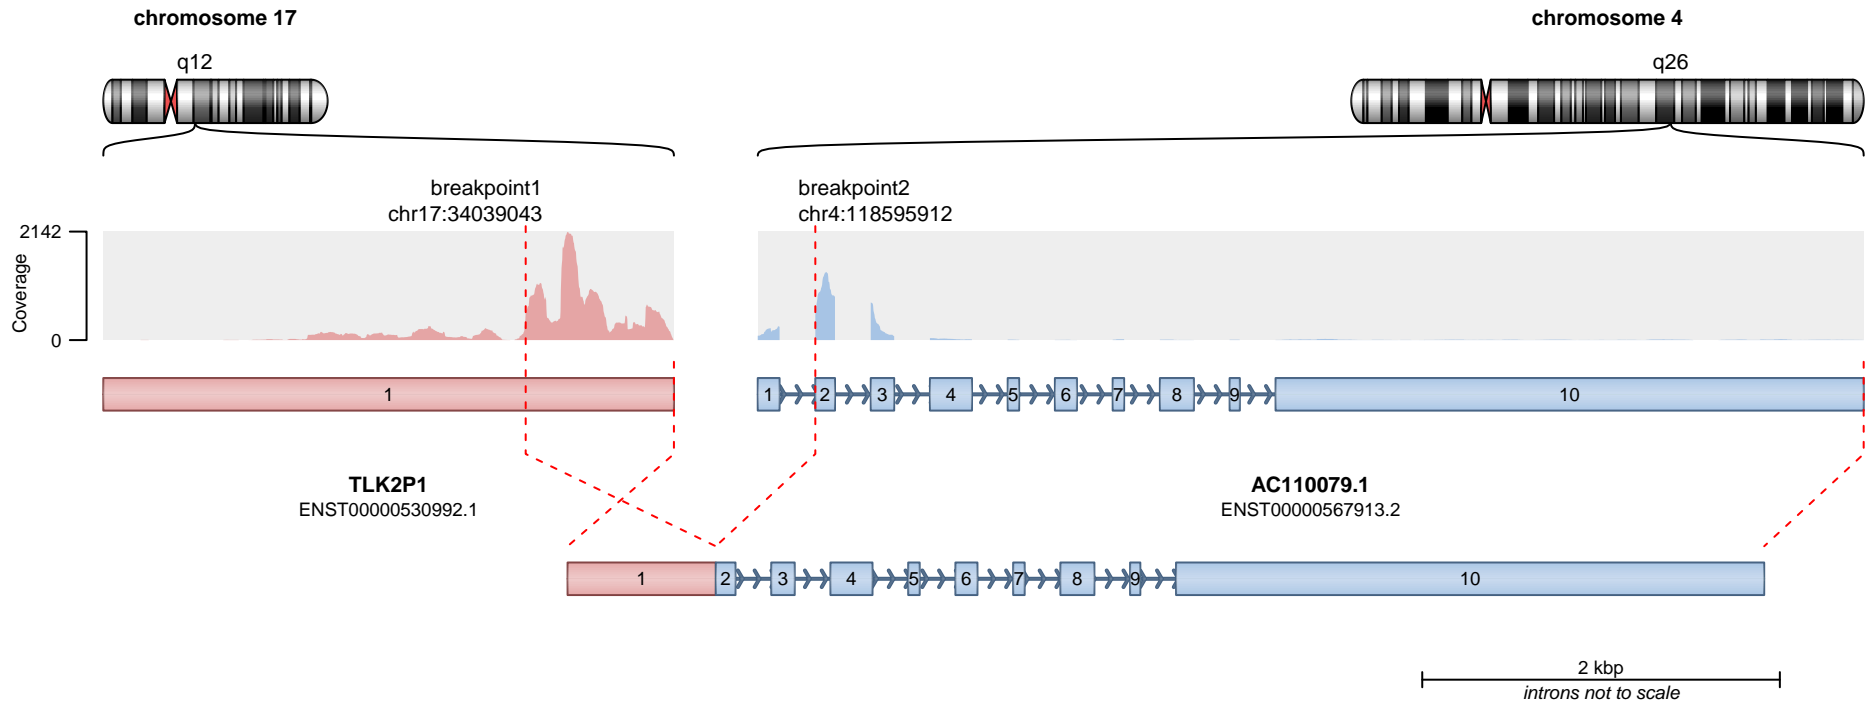 chromosome 17
chromosome 4
q12
q26
breakpoint1
chr17:34039043
breakpoint2
chr4:118595912
2142
Coverage
0
1
1 2 3 4 5 6 7 8 9 10
TLK2P1
ENST00000530992.1
AC110079.1
ENST00000567913.2
1 2 3 4 5 6 7 8 9 10
2 kbp
introns not to scale